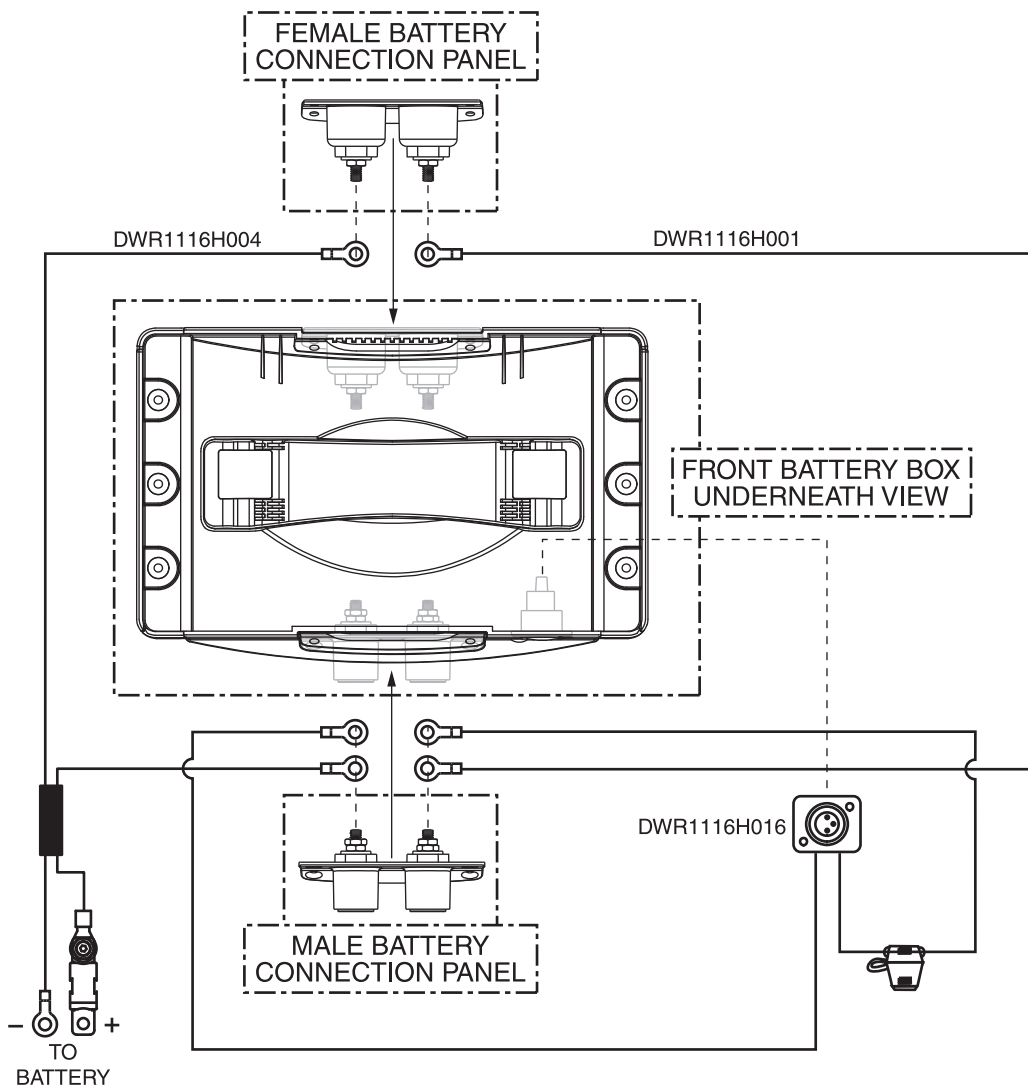 FEMALE BATTERY
CONNECTION PANEL
DWR1116H004
DWR1116H001
FRONT BATTERY BOX
UNDERNEATH VIEW
DWR1116H016
MALE BATTERY
CONNECTION PANEL
− +
TO
BATTERY